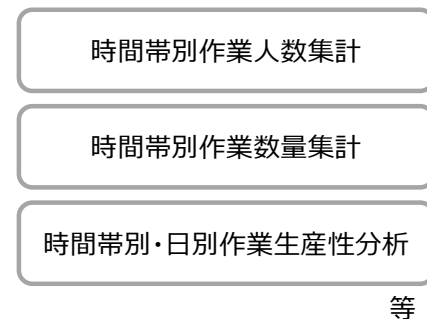 時間帯別作業人数集計
時間帯別作業数量集計
時間帯別・日別作業生産性分析
等